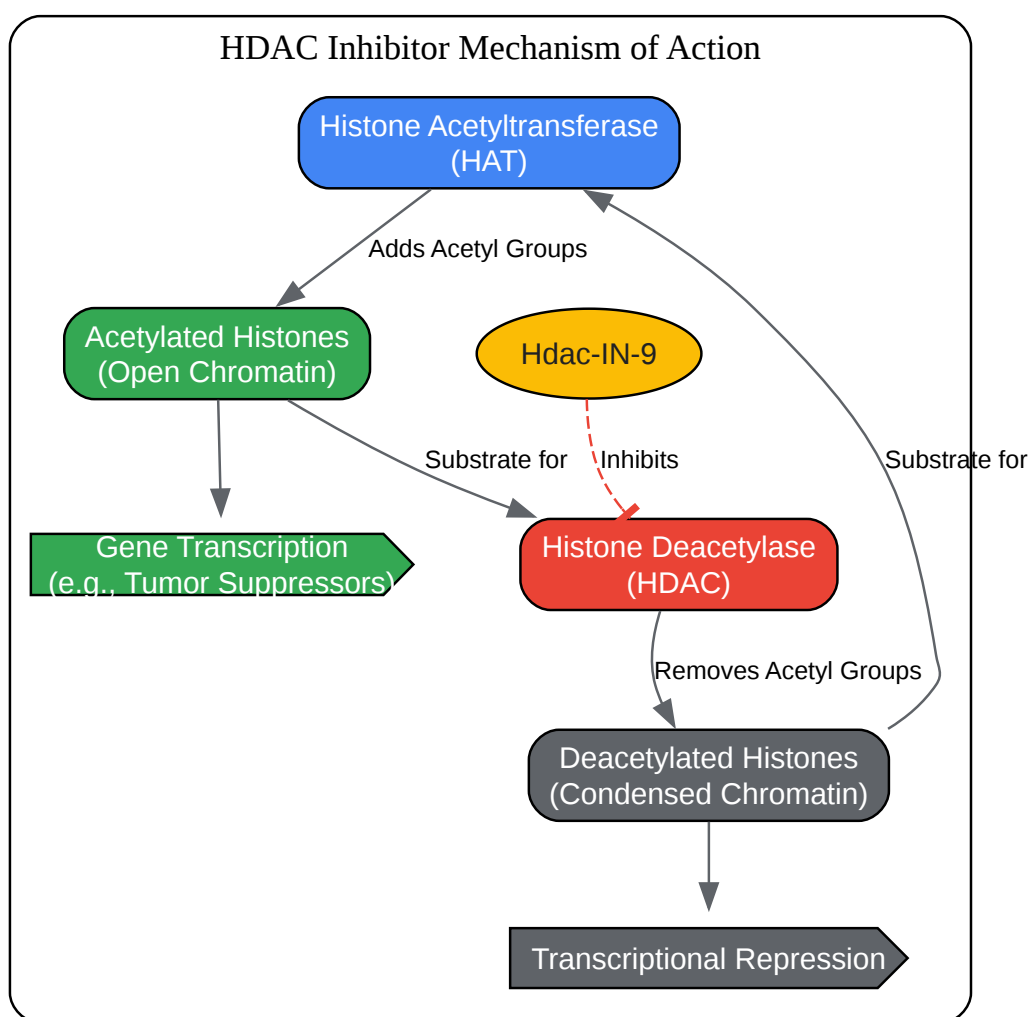 HDAC Inhibitor Mechanism of Action
Histone Acetyltransferase
(HAT)
Adds Acetyl Groups
Acetylated Histones
(Open Chromatin)
Hdac-IN-9
Substrate for
Inhibits
Substrate for
Gene Transcription
(e.g., Tumor Suppressors)
Histone Deacetylase
(HDAC)
Removes Acetyl Groups
Deacetylated Histones
(Condensed Chromatin)
Transcriptional Repression